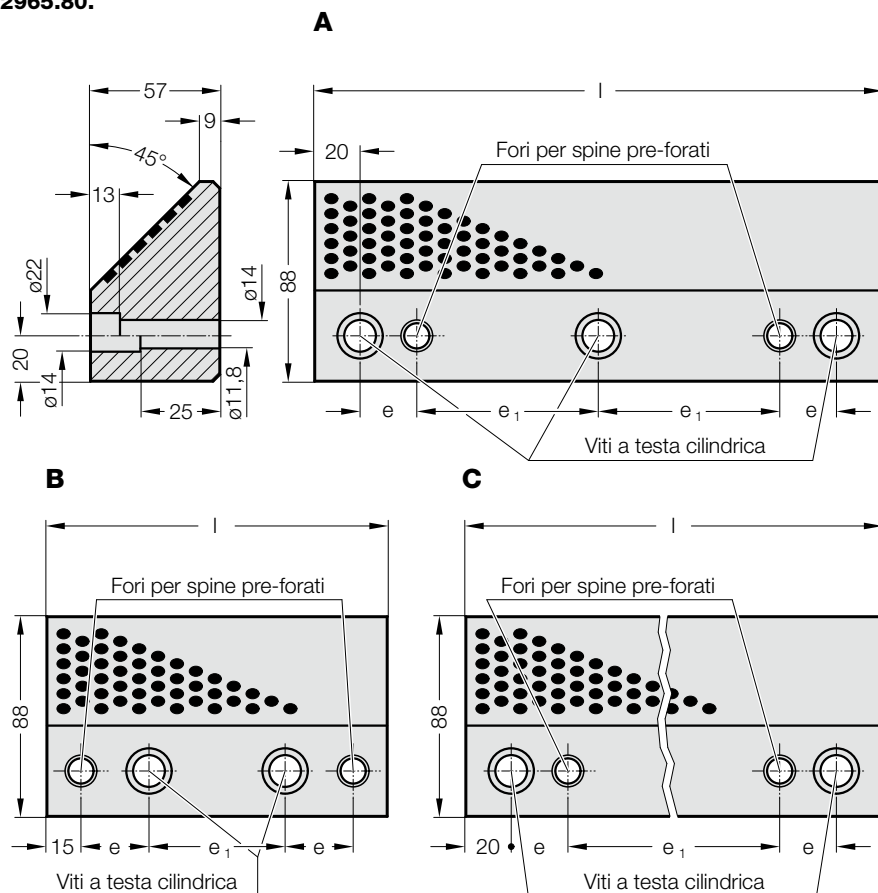 2965.80.
A
57
l
9
45°
20
Fori per spine pre-forati
13
88
ø22
ø14
20
ø14
25
ø11,8
e
e1
e1
e
Viti a testa cilindrica
B
C
l
l
Fori per spine pre-forati
Fori per spine pre-forati
88
88
15
e
e1
e
20
e
e1
e
Viti a testa cilindrica
Viti a testa cilindrica